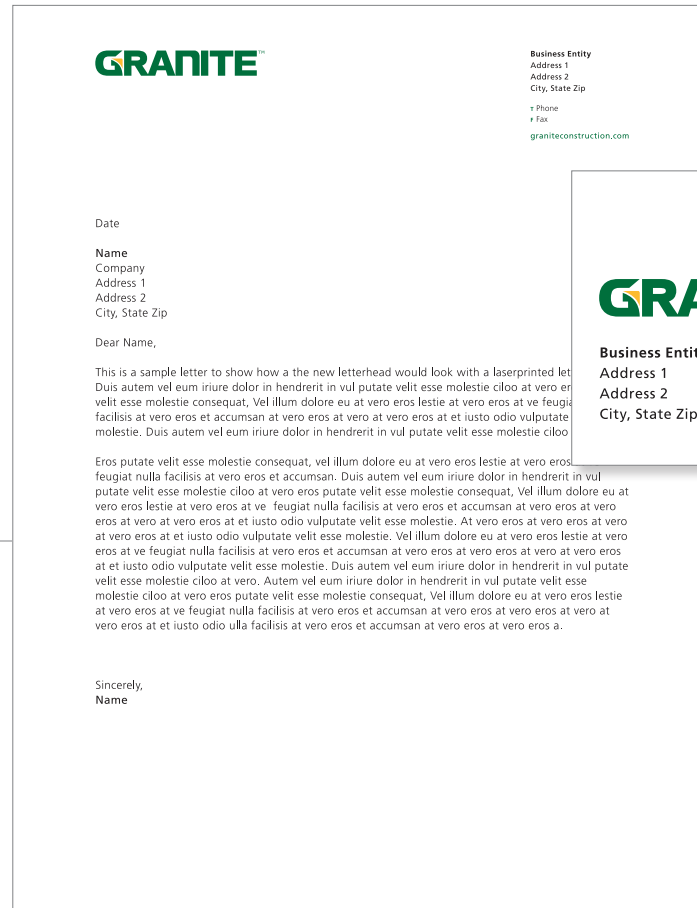 GRANITE™
Business Entity
Address 1
Address 2
City, State Zip
T Phone
F Fax
graniteconstruction.com
Date
Name
Company
Address 1
Address 2
City, State Zip
Dear Name,
This is a sample letter to show how a the new letterhead would look with a laserprinted let
Duis autem vel eum iriure dolor in hendrerit in vul putate velit esse molestie ciloo at vero er
velit esse molestie consequat, Vel illum dolore eu at vero eros lestie at vero eros at ve feugia
facilisis at vero eros et accumsan at vero eros at vero at vero eros at et iusto odio vulputate
molestie. Duis autem vel eum iriure dolor in hendrerit in vul putate velit esse molestie ciloo
Eros putate velit esse molestie consequat, vel illum dolore eu at vero eros lestie at vero eros
feugiat nulla facilisis at vero eros et accumsan. Duis autem vel eum iriure dolor in hendrerit in vul
putate velit esse molestie ciloo at vero eros putate velit esse molestie consequat, Vel illum dolore eu at
vero eros lestie at vero eros at ve  feugiat nulla facilisis at vero eros et accumsan at vero eros at vero
eros at vero at vero eros at et iusto odio vulputate velit esse molestie. At vero eros at vero eros at vero
at vero eros at et iusto odio vulputate velit esse molestie. Vel illum dolore eu at vero eros lestie at vero
eros at ve feugiat nulla facilisis at vero eros et accumsan at vero eros at vero eros at vero at vero eros
at et iusto odio vulputate velit esse molestie. Duis autem vel eum iriure dolor in hendrerit in vul putate
velit esse molestie ciloo at vero. Autem vel eum iriure dolor in hendrerit in vul putate velit esse
molestie ciloo at vero eros putate velit esse molestie consequat, Vel illum dolore eu at vero eros lestie
at vero eros at ve feugiat nulla facilisis at vero eros et accumsan at vero eros at vero eros at vero at
vero eros at et iusto odio ulla facilisis at vero eros et accumsan at vero eros at vero eros a.
Sincerely,
Name
GRA
Business Entit
Address 1
Address 2
City, State Zip